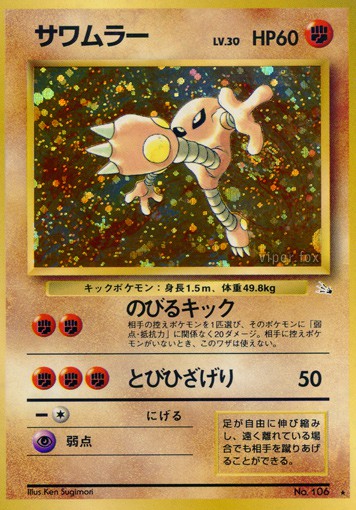 サワムラー LV.30 HP60
viper.fox
キックポケモン：身長1.5m、体重49.8kg
のびるキック
相手の控えポケモンを1匹選び、そのポケモンに「弱
点・抵抗力」に関係なく20ダメージ。相手に控えポケ
モンがいないとき、このワザは使えない。
とびひざげり 50
にげる
弱点
足が自由に伸び縮み
し、遠く離れている場
合でも相手を蹴りあげ
ることができる。
Illus.Ken Sugimori
No.106 ★